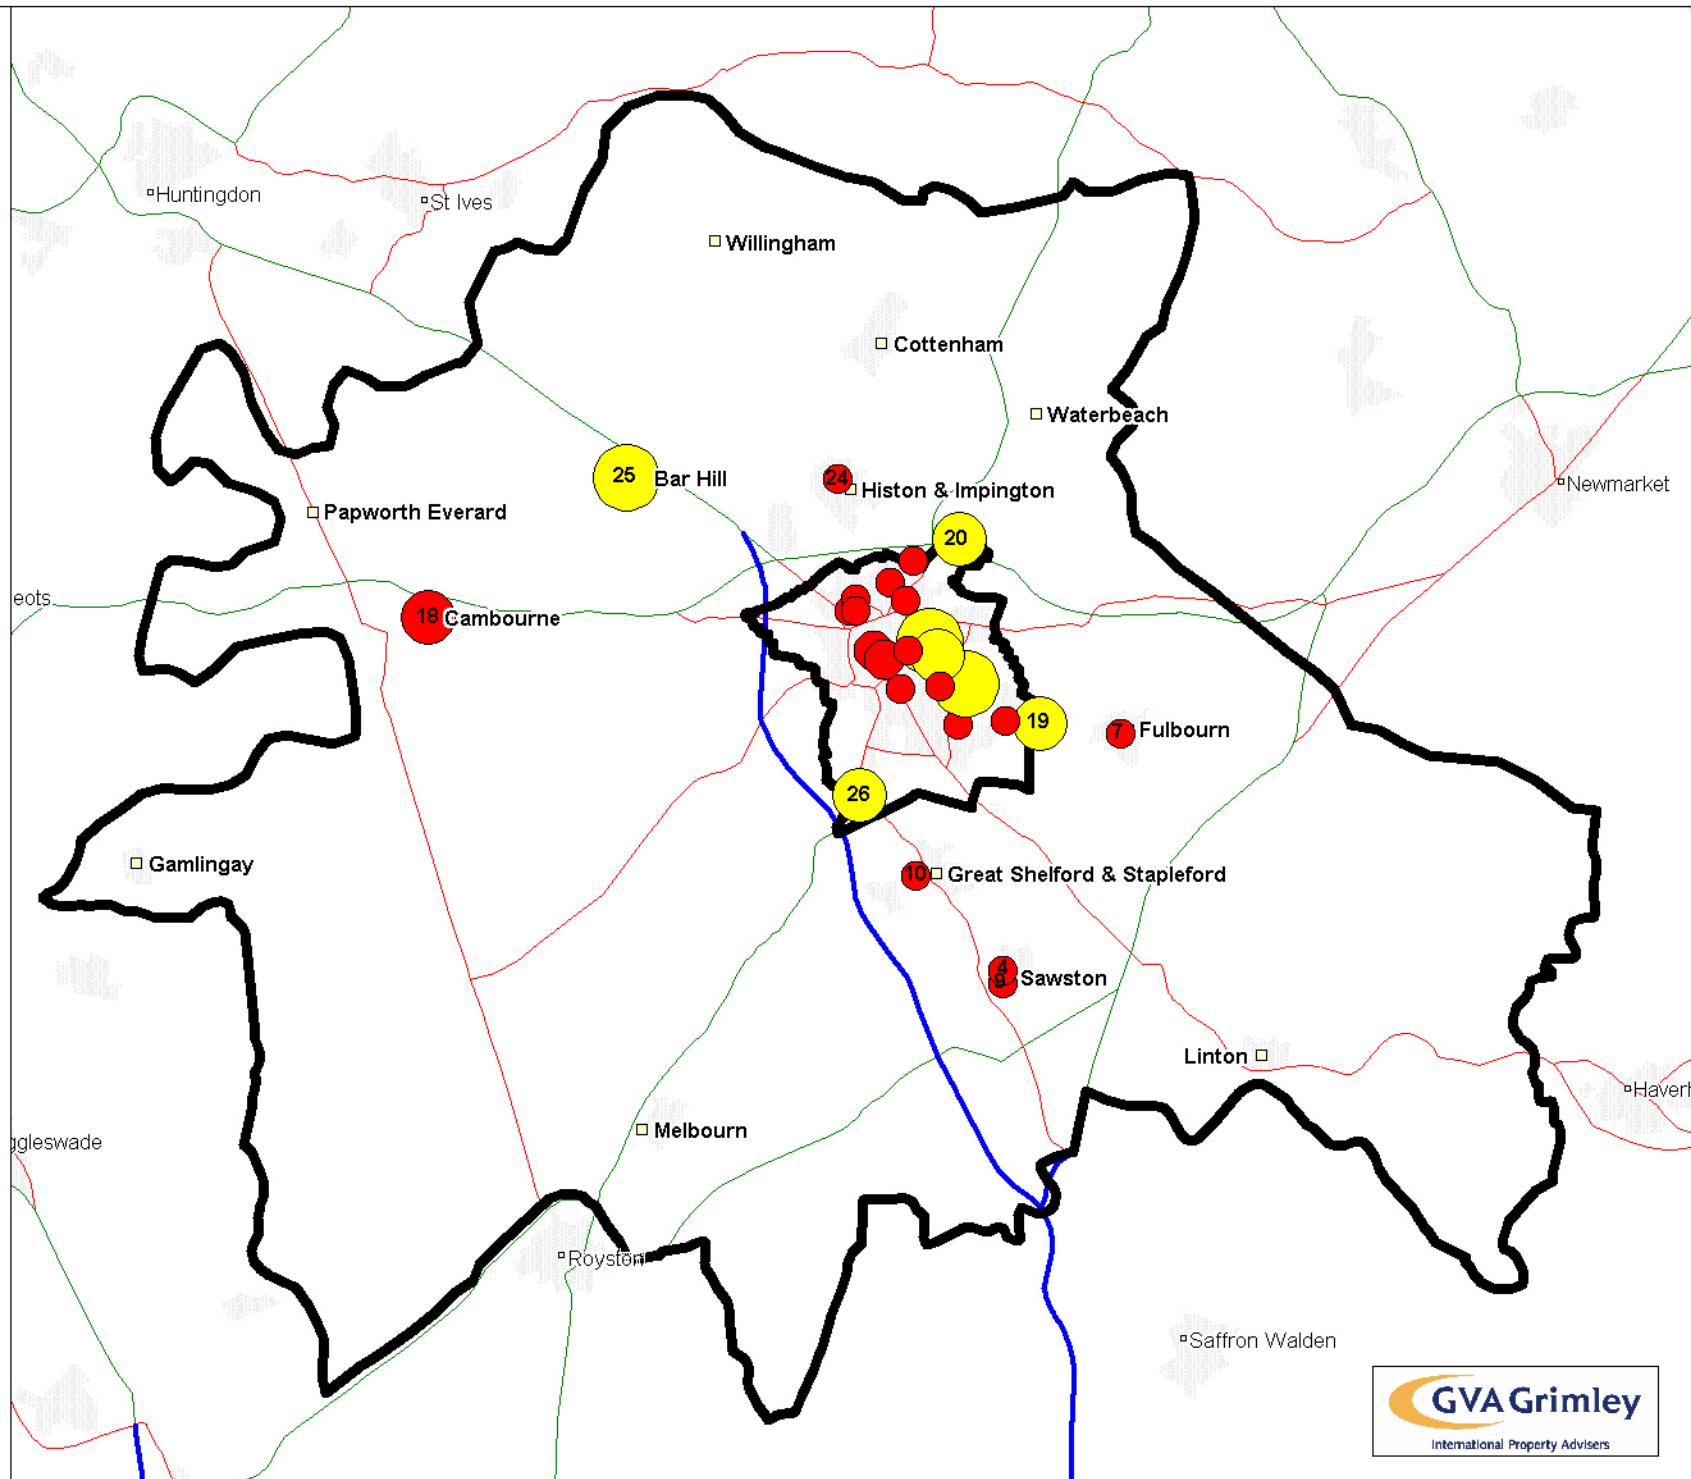 Huntingdon
St Ives
Willingham
Cottenham
Waterbeach
25 Bar Hill
24
Histon & Impington
Newmarket
Papworth Everard
20
eots
18 Cambourne
19
7 Fulbourn
26
Gamlingay
10 Great Shelford & Stapleford
4
9
Sawston
Linton
Haverh
Melbourn
ggleswade
Royston
Saffron Walden
GVA Grimley
International Property Advisers